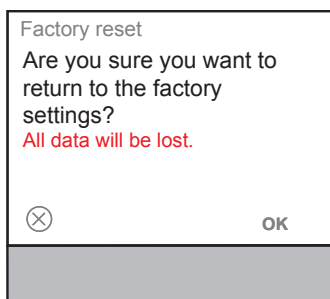 Factory reset
Are you sure you want to
return to the factory
settings?
All data will be lost.
OK